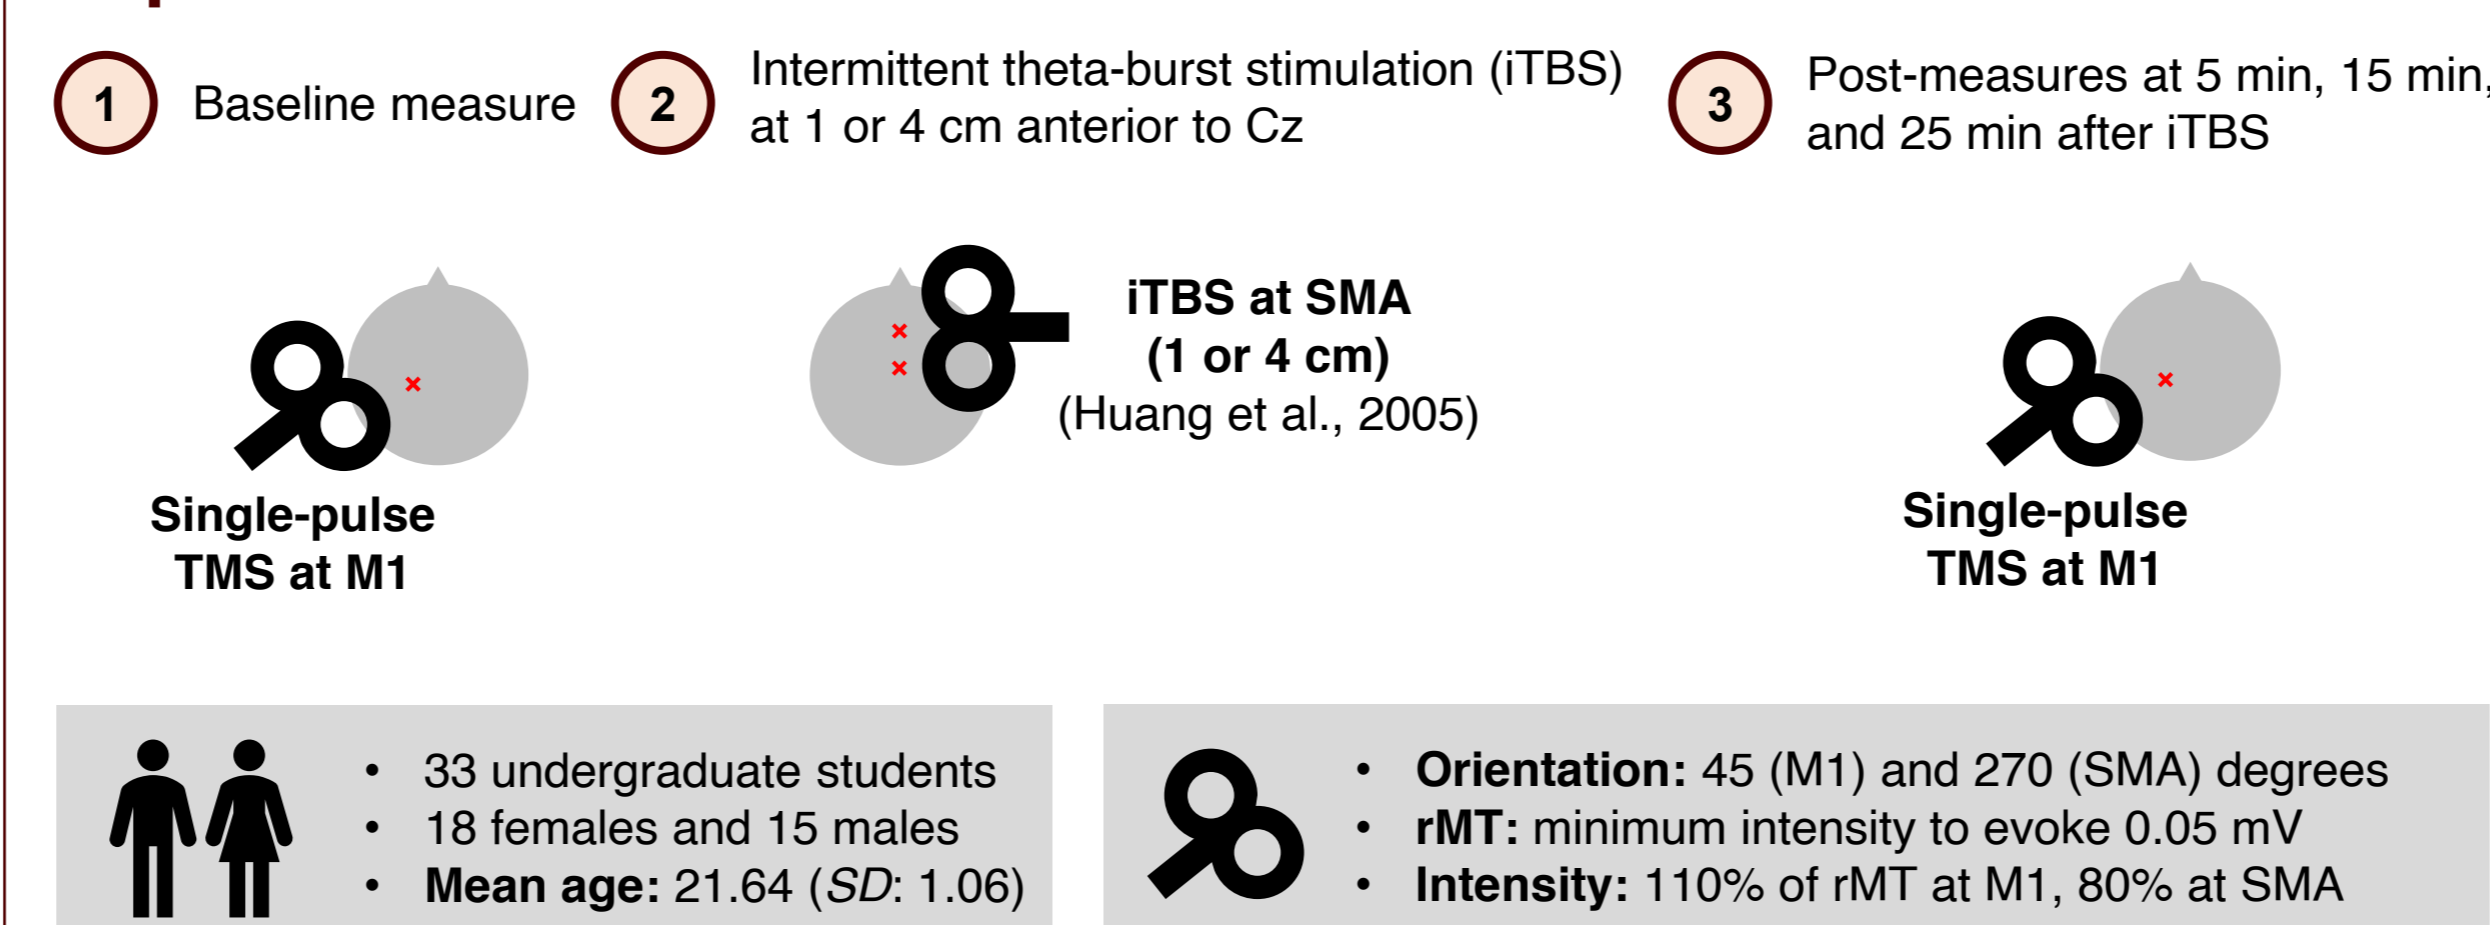 1
Baseline measure
2
Intermittent theta-burst stimulation (iTBS)
at 1 or 4 cm anterior to Cz
3
Post-measures at 5 min, 15 min,
and 25 min after iTBS
Single-pulse
TMS at M1
iTBS at SMA
(1 or 4 cm)
(Huang et al., 2005)
Single-pulse
TMS at M1
• 33 undergraduate students
• 18 females and 15 males
• Mean age: 21.64 (SD: 1.06)
• Orientation: 45 (M1) and 270 (SMA) degrees
• rMT: minimum intensity to evoke 0.05 mV
• Intensity: 110% of rMT at M1, 80% at SMA